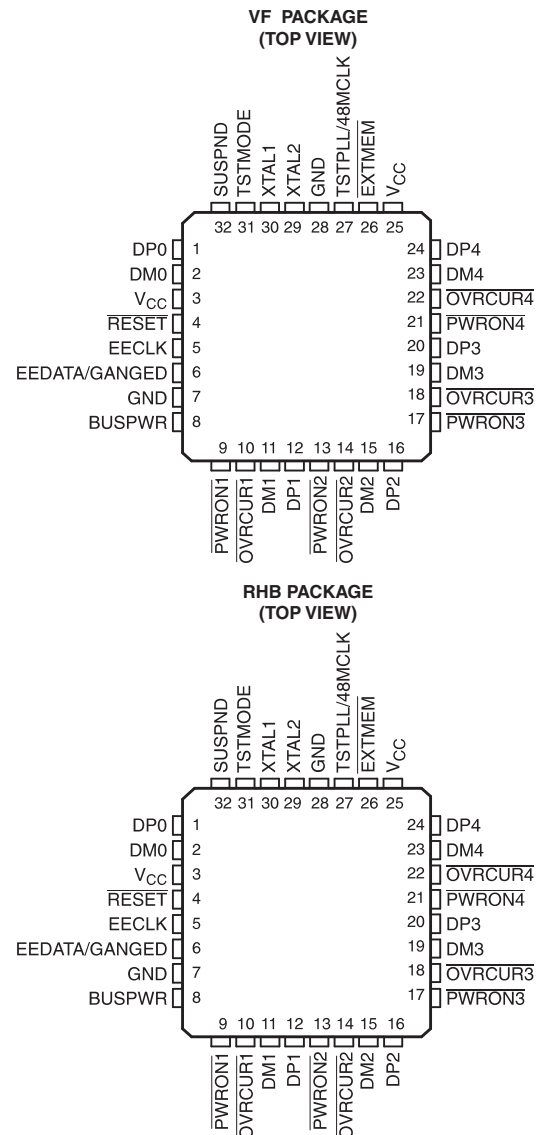 VF PACKAGE
(TOP VIEW)
SUSPND
TSTMODE
XTAL1
XTAL2
GND
TSTPLL/48MCLK
EXTMEM
VCC
32 31 30 29 28 27 26 25
DP0 1
DM0 2
VCC 3
RESET 4
EECLK 5
EEDATA/GANGED 6
GND 7
BUSPWR 8
24 DP4
23 DM4
22 OVRCUR4
21 PWRON4
20 DP3
19 DM3
18 OVRCUR3
17 PWRON3
9 10 11 12 13 14 15 16
PWRON1
OVRCUR1
DM1
DP1
PWRON2
OVRCUR2
DM2
DP2
RHB PACKAGE
(TOP VIEW)
SUSPND
TSTMODE
XTAL1
XTAL2
GND
TSTPLL/48MCLK
EXTMEM
VCC
32 31 30 29 28 27 26 25
DP0 1
DM0 2
VCC 3
RESET 4
EECLK 5
EEDATA/GANGED 6
GND 7
BUSPWR 8
24 DP4
23 DM4
22 OVRCUR4
21 PWRON4
20 DP3
19 DM3
18 OVRCUR3
17 PWRON3
9 10 11 12 13 14 15 16
PWRON1
OVRCUR1
DM1
DP1
PWRON2
OVRCUR2
DM2
DP2